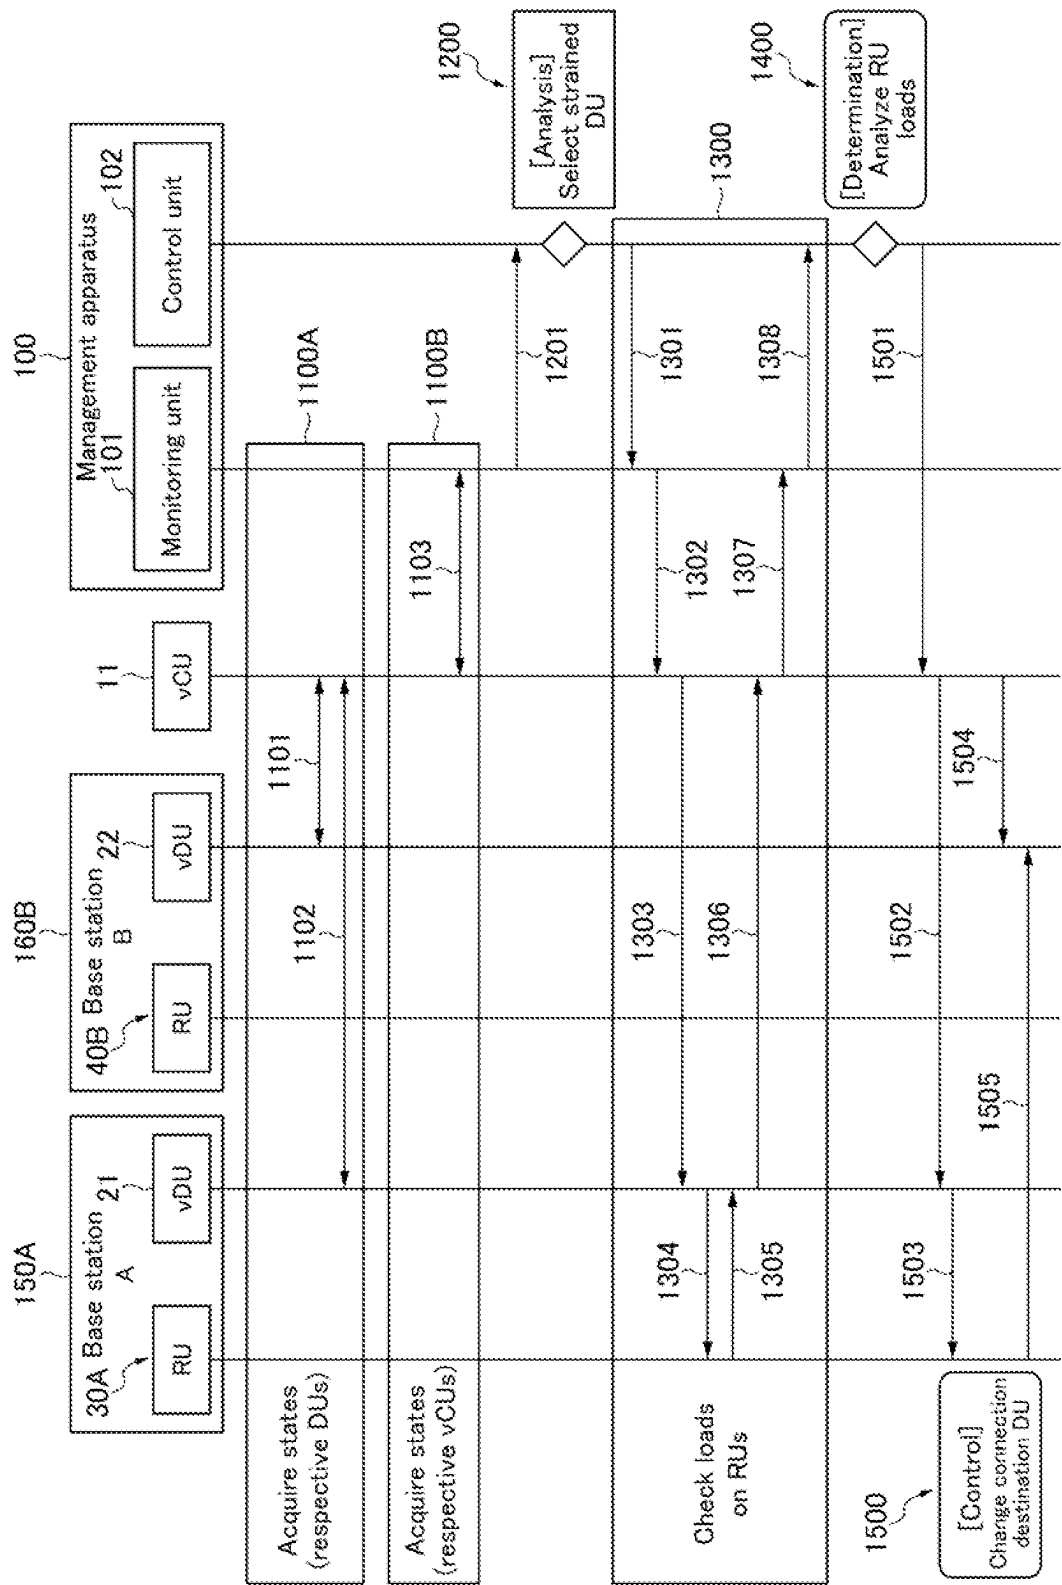 150A
Base station
A
30A
RU
21
vDU
160B
Base station
B
40B
RU
22
vDU
11
vCU
100
Management apparatus
101
Monitoring unit
102
Control unit
Acquire states
(respective DUs)
1100A
1101
1102
Acquire states
(respective vCUs)
1100B
1103
1201
1200
[Analysis]
Select strained
DU
Check loads
on RUs
1300
1301
1302
1303
1304
1305
1306
1307
1308
1400
[Determination]
Analyze RU
loads
1500
[Control]
Change connection
destination DU
1501
1502
1503
1504
1505